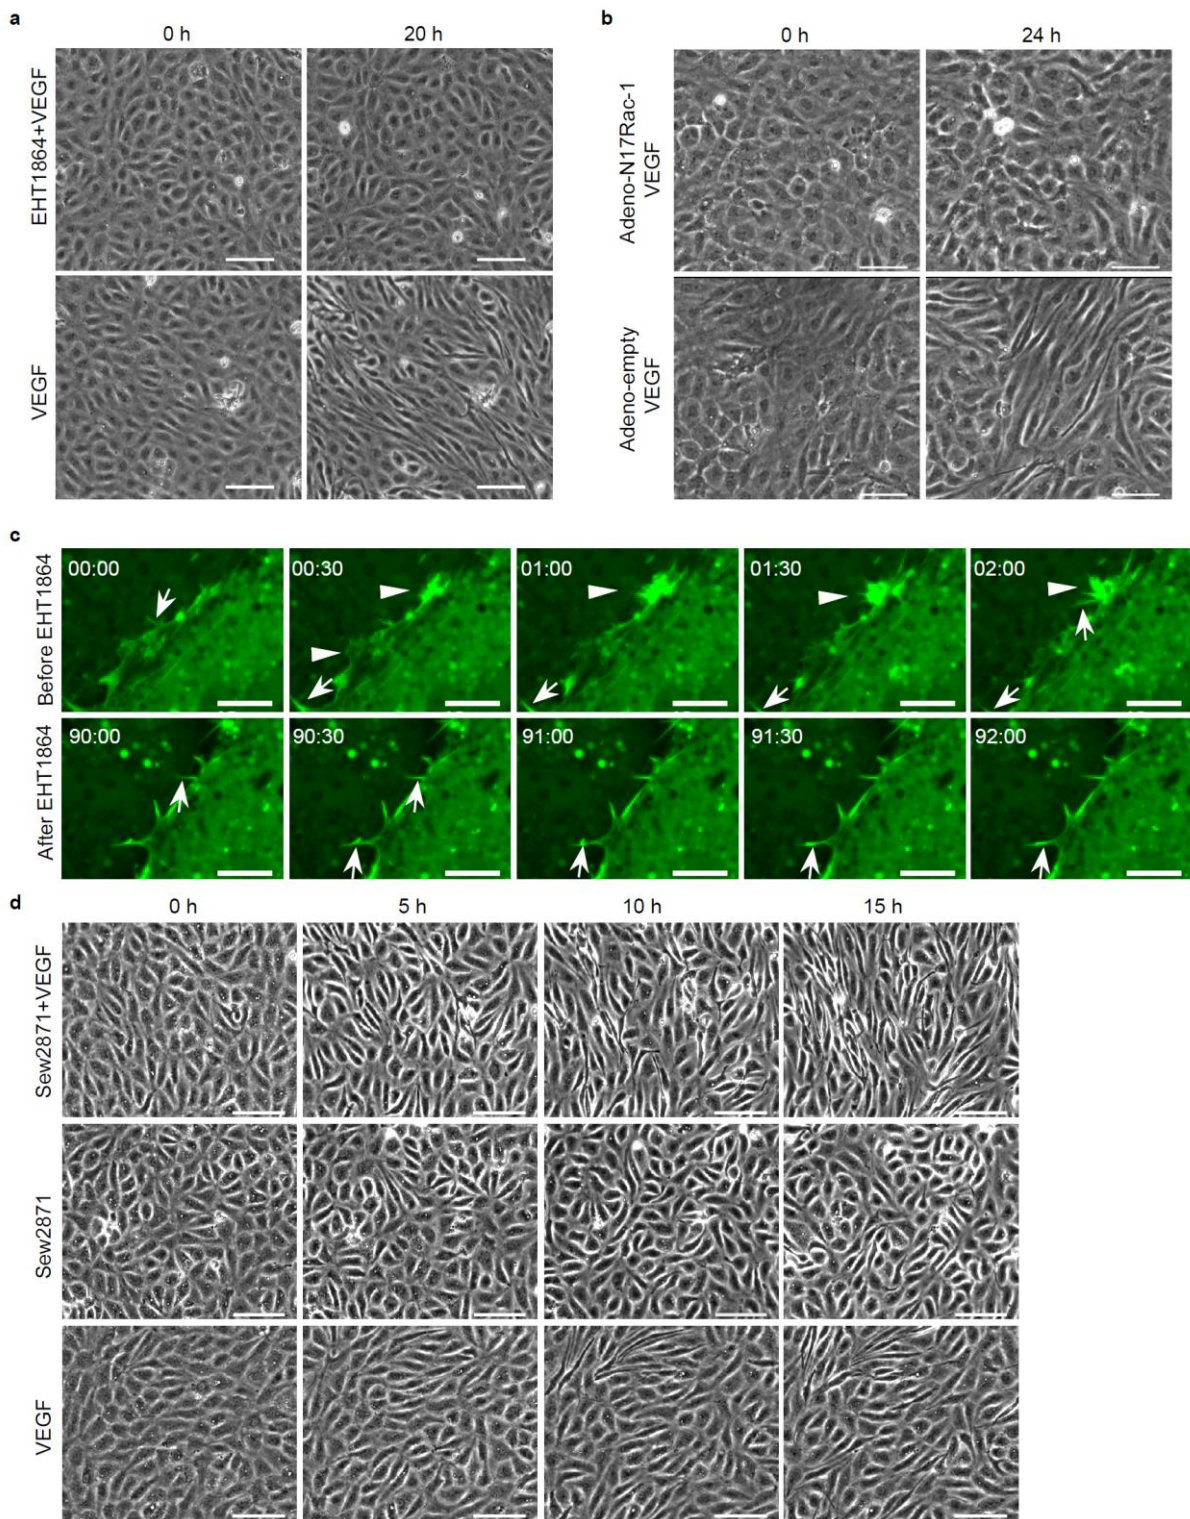 a
0 h 20 h
EHT1864+VEGF
VEGF
b
0 h 24 h
Adeno-N17Rac-1
VEGF
Adeno-empty
VEGF
c
Before EHT1864
00:00 00:30 01:00 01:30 02:00
After EHT1864
90:00 90:30 91:00 91:30 92:00
d
0 h 5 h 10 h 15 h
Sew2871+VEGF
Sew2871
VEGF